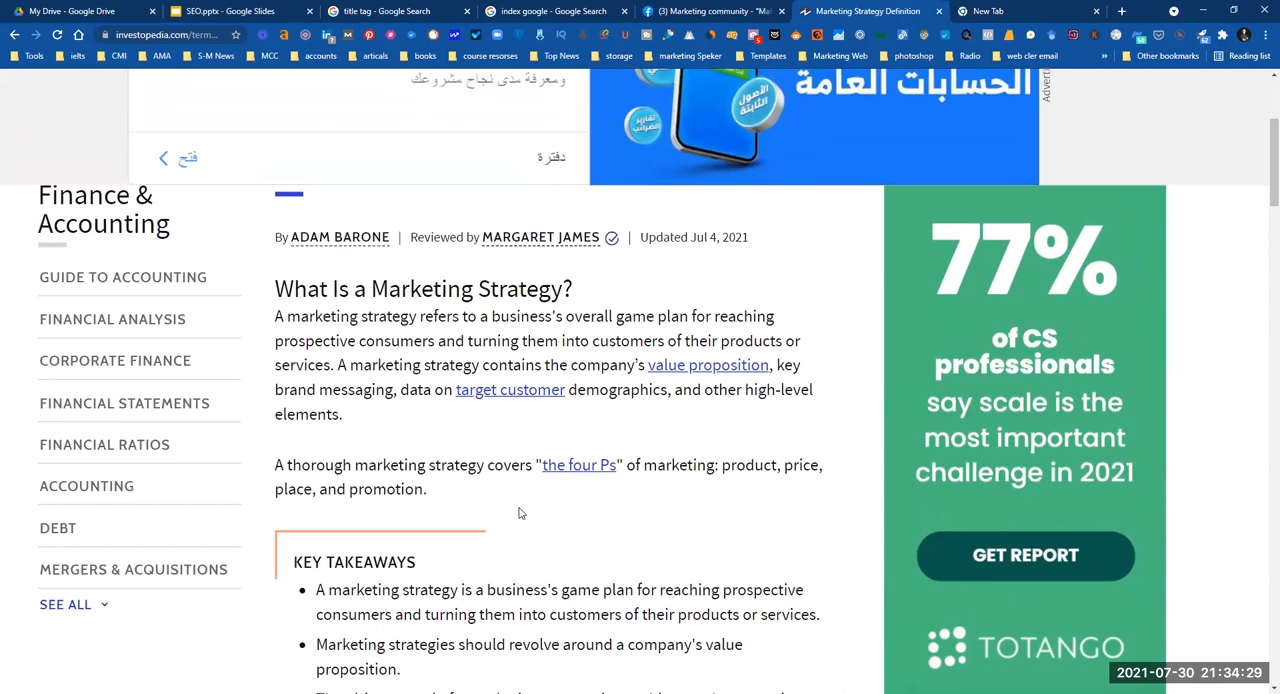 My Drive - Google Drive
SEO.pptx - Google Slides
title tag - Google Search
index google - Google Search
(3) Marketing community - "Ma
Marketing Strategy Definition
New Tab
investopedia.com/term...
Tools
ielts
CMI
AMA
S-M News
MCC
accounts
articals
books
course resorses
Top News
storage
marketing Speker
Templates
Marketing Web
photoshop
Radio
web cler email
Other bookmarks
Reading list
ومعرفة مدى نجاح مشروعك
فتح
دفترة
الحسابات العامة
الأصول
الثابتة
تقارير
الضرائب
Adverti
Finance &
Accounting
GUIDE TO ACCOUNTING
FINANCIAL ANALYSIS
CORPORATE FINANCE
FINANCIAL STATEMENTS
FINANCIAL RATIOS
ACCOUNTING
DEBT
MERGERS & ACQUISITIONS
SEE ALL
By ADAM BARONE | Reviewed by MARGARET JAMES | Updated Jul 4, 2021
What Is a Marketing Strategy?
A marketing strategy refers to a business's overall game plan for reaching
prospective consumers and turning them into customers of their products or
services. A marketing strategy contains the company's value proposition, key
brand messaging, data on target customer demographics, and other high-level
elements.
A thorough marketing strategy covers "the four Ps" of marketing: product, price,
place, and promotion.
KEY TAKEAWAYS
• A marketing strategy is a business's game plan for reaching prospective
consumers and turning them into customers of their products or services.
• Marketing strategies should revolve around a company's value
proposition.
77%
of CS
professionals
say scale is the
most important
challenge in 2021
GET REPORT
TOTANGO
2021-07-30 21:34:29